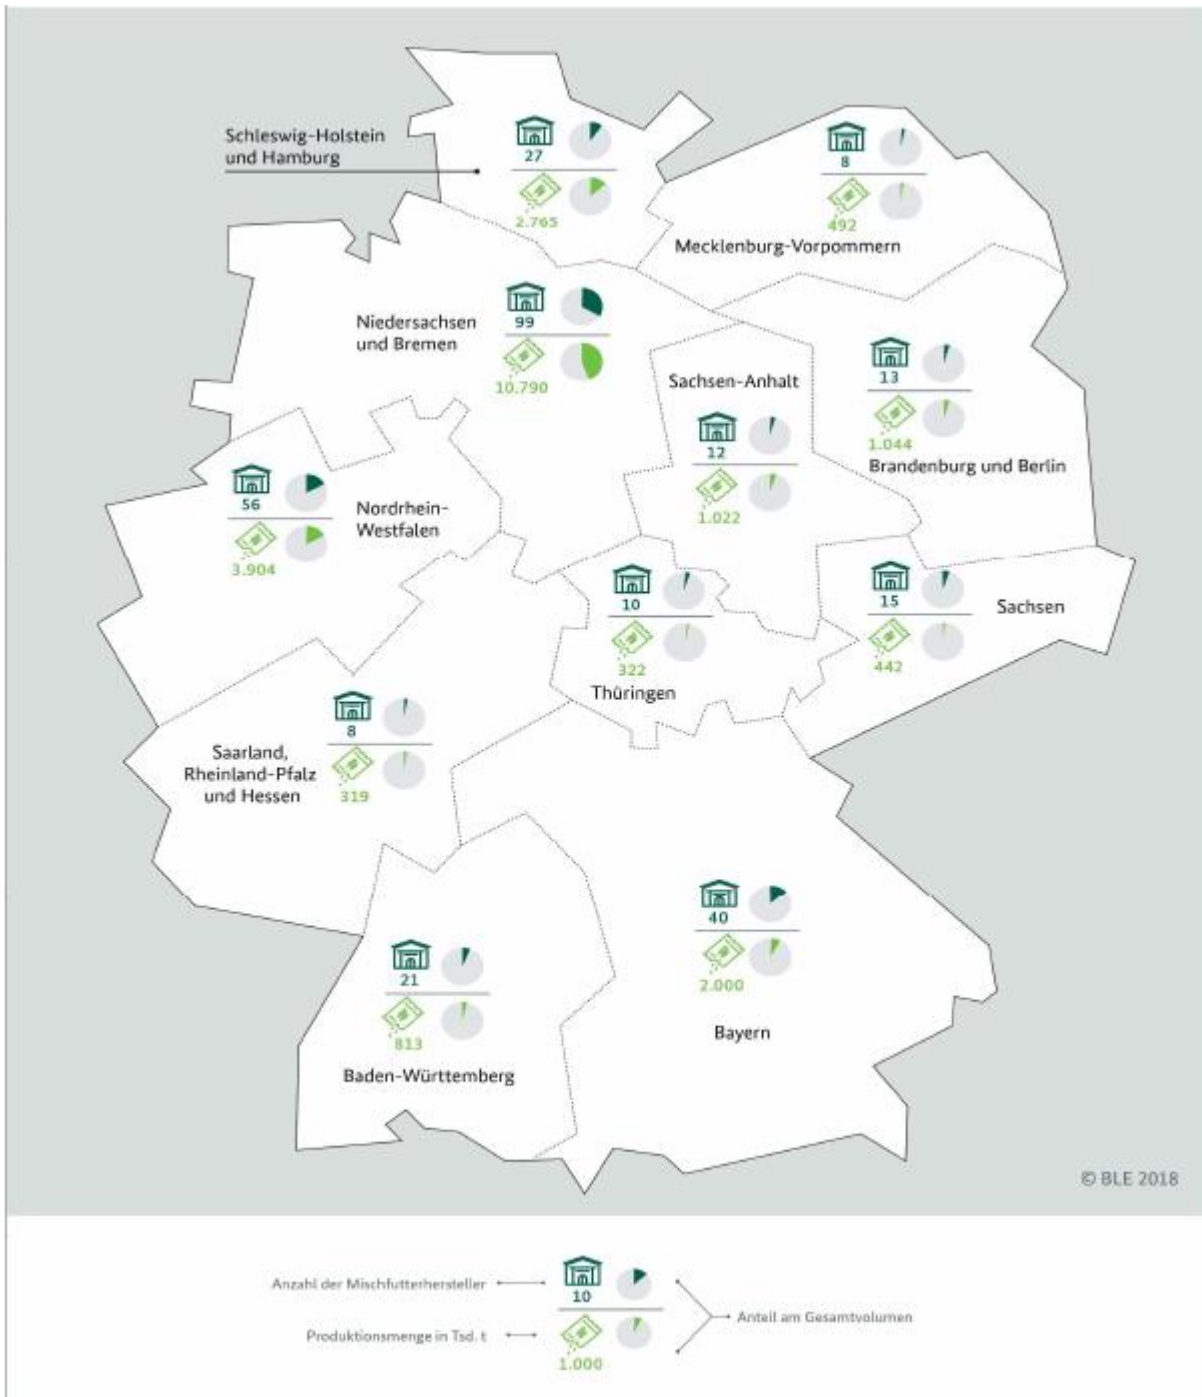 Schleswig-Holstein
und Hamburg
27
2.765
8
492
Mecklenburg-Vorpommern
Niedersachsen
und Bremen
99
10.790
Sachsen-Anhalt
12
1.022
13
1.044
Brandenburg und Berlin
56
3.904
Nordrhein-
Westfalen
10
322
Thüringen
15
442
Sachsen
8
319
Saarland,
Rheinland-Pfalz
und Hessen
40
2.000
Bayern
21
813
Baden-Württemberg
© BLE 2018
Anzahl der Mischfutterhersteller
10
Anteil am Gesamtvolumen
Produktionsmenge in Tsd. t
1.000